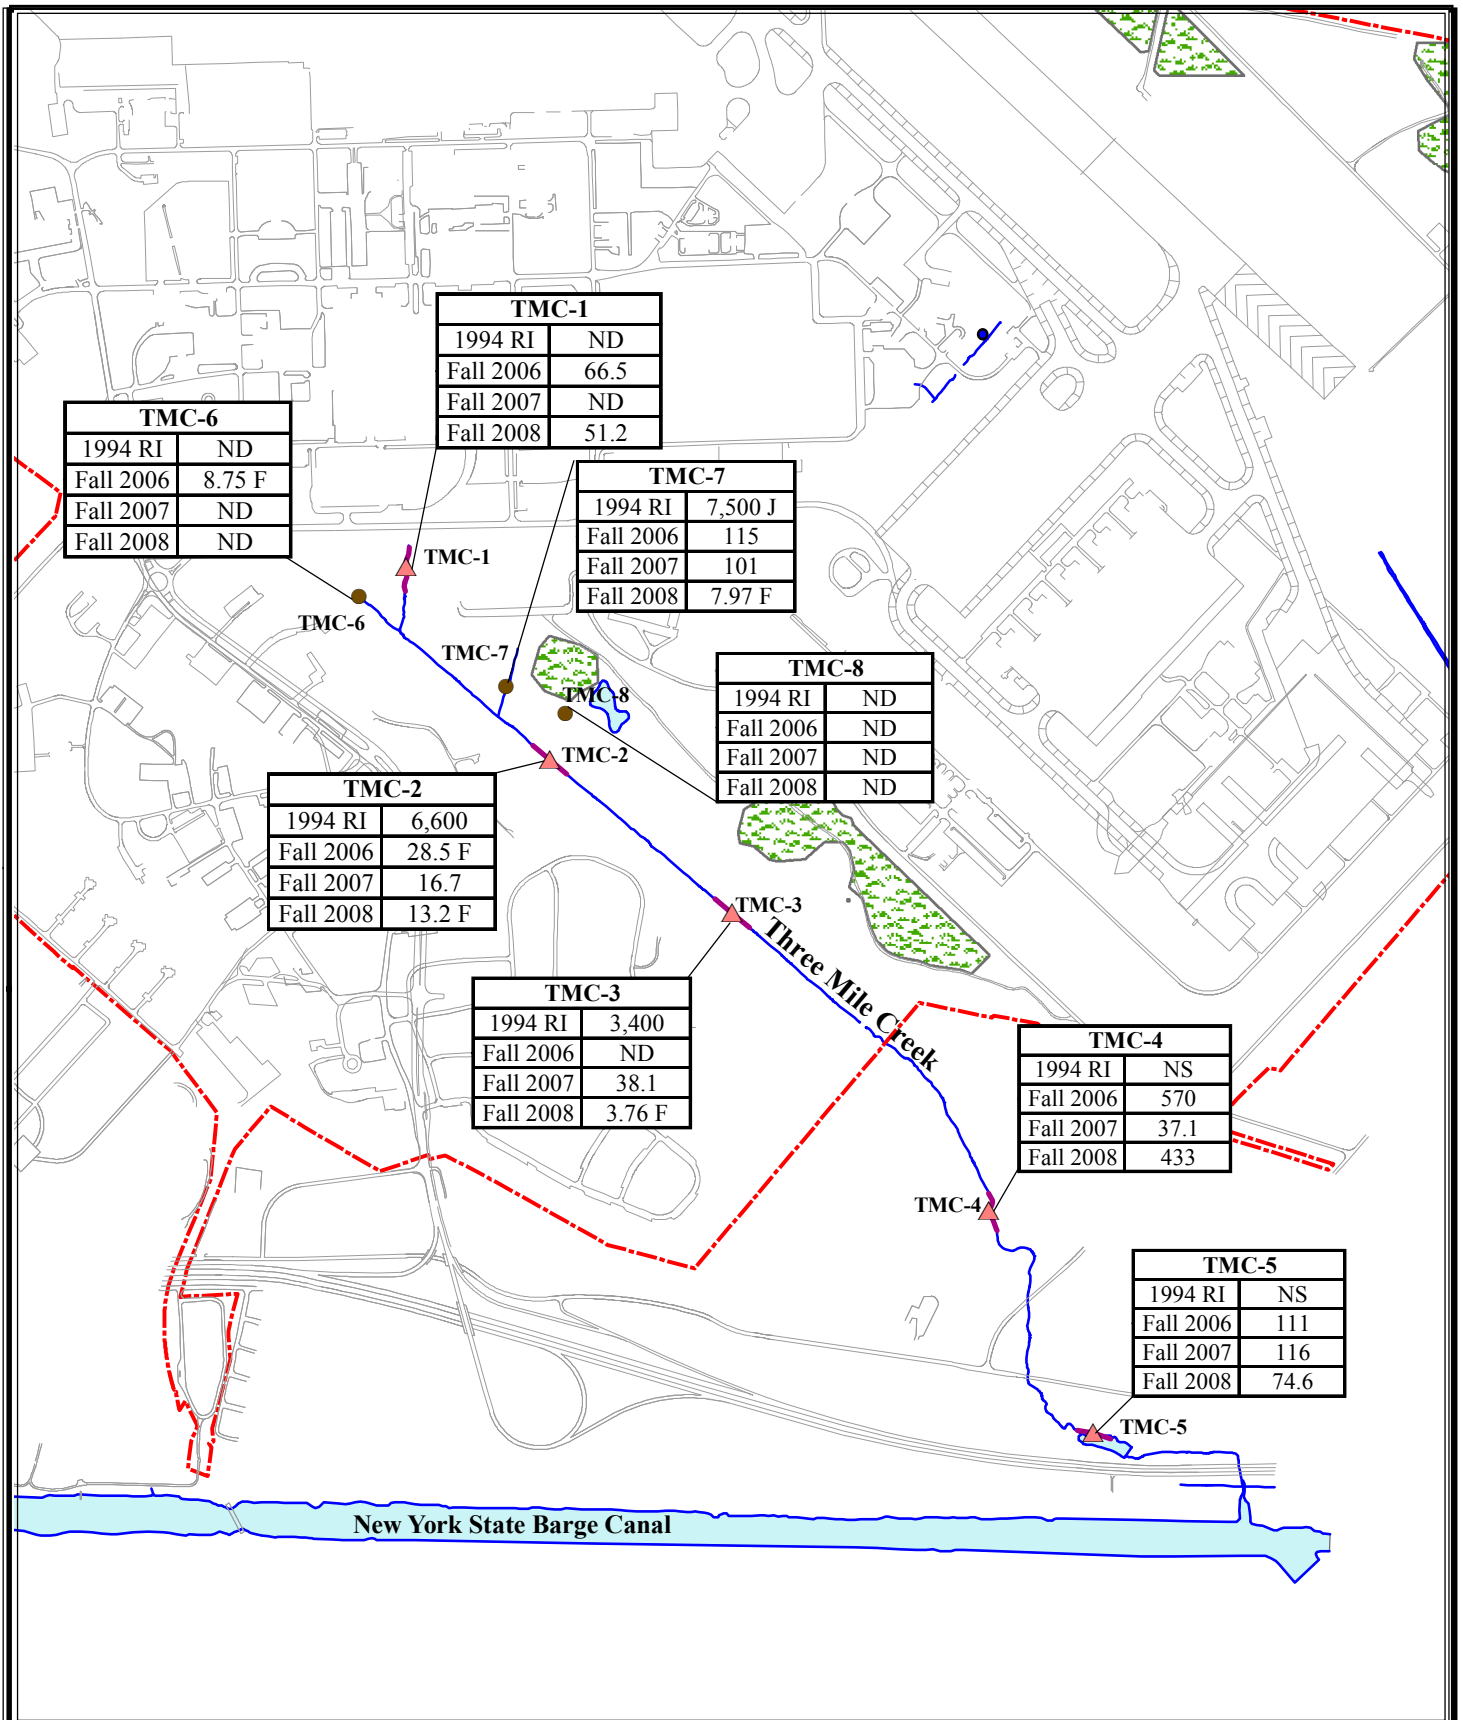 TMC-1
1994 RI ND
Fall 2006 66.5
Fall 2007 ND
Fall 2008 51.2
TMC-6
1994 RI ND
Fall 2006 8.75 F
Fall 2007 ND
Fall 2008 ND
TMC-7
1994 RI 7,500 J
Fall 2006 115
Fall 2007 101
Fall 2008 7.97 F
TMC-1
TMC-6
TMC-7
TMC-8
TMC-8
1994 RI ND
Fall 2006 ND
Fall 2007 ND
Fall 2008 ND
TMC-2
TMC-2
1994 RI 6,600
Fall 2006 28.5 F
Fall 2007 16.7
Fall 2008 13.2 F
TMC-3
Three Mile Creek
TMC-3
1994 RI 3,400
Fall 2006 ND
Fall 2007 38.1
Fall 2008 3.76 F
TMC-4
1994 RI NS
Fall 2006 570
Fall 2007 37.1
Fall 2008 433
TMC-4
TMC-5
1994 RI NS
Fall 2006 111
Fall 2007 116
Fall 2008 74.6
TMC-5
New York State Barge Canal